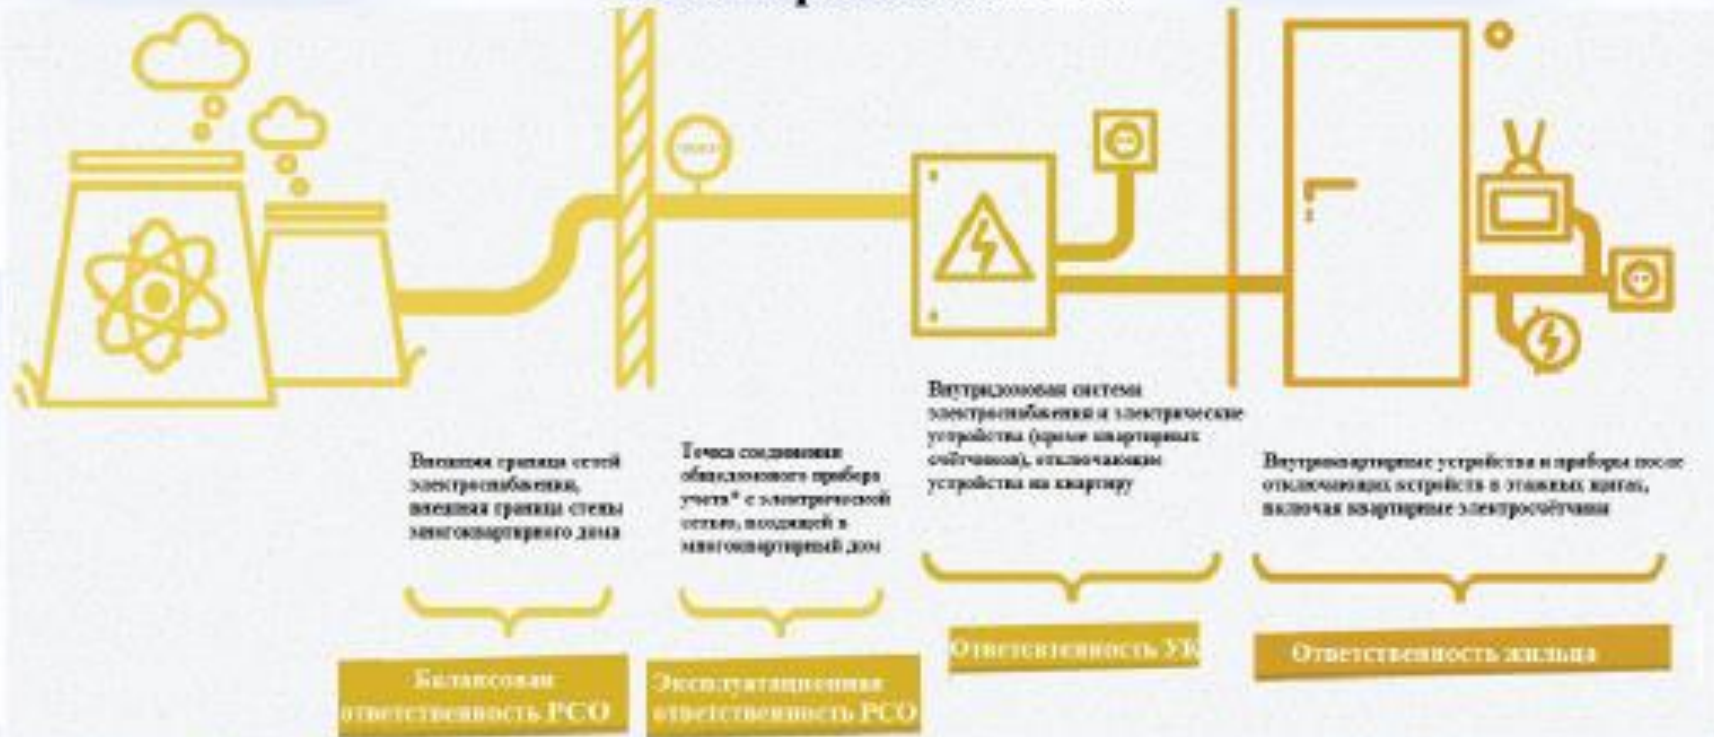 Внешняя граница сетей
электроснабжения,
внешняя граница стены
многоквартирного дома
Точка соединения
общедомового прибора
учета* с электрической
сетью, входящей в
многоквартирный дом
Внутридомовая система
электроснабжения и электрические
устройства (кроме квартирных
счётчиков), отключающие
устройства на квартиру
Внутриквартирные устройства и приборы после
отключающих устройств в этажных щитах,
включая квартирные электросчётчики
Балансовая
ответственность РСО
Эксплуатационная
ответственность РСО
Ответсвтенность УК
Ответственность жильца